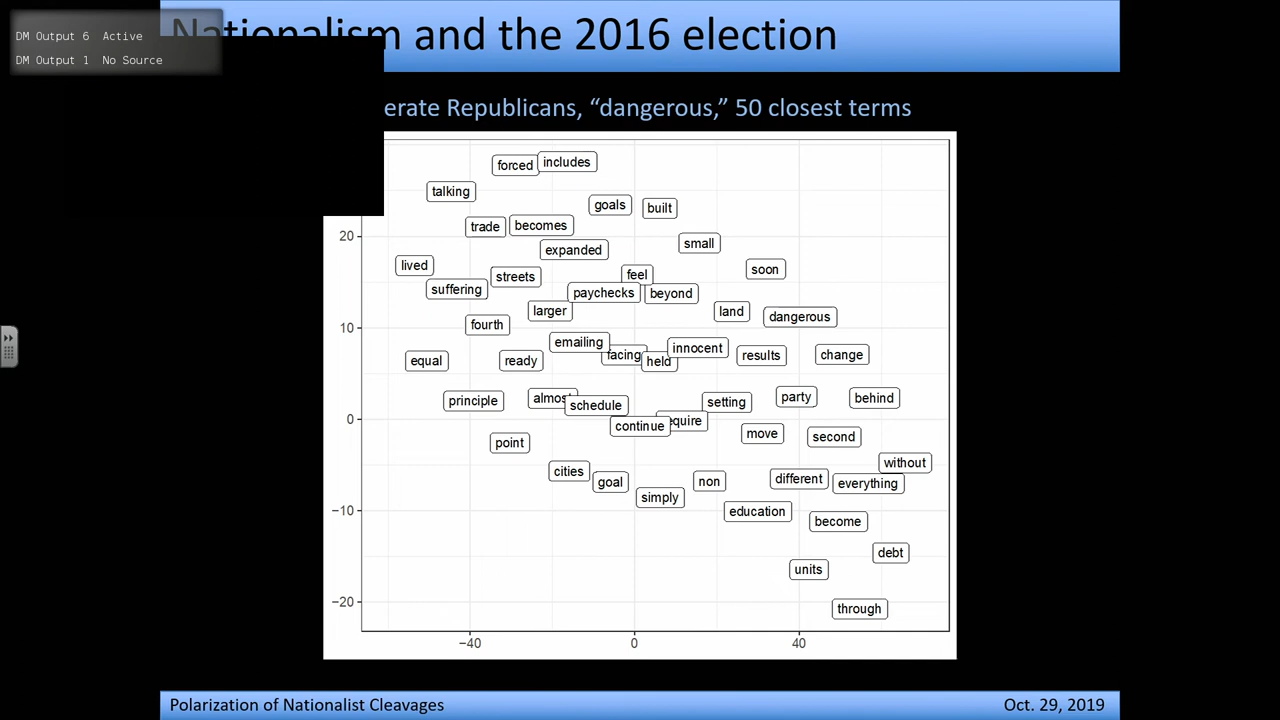 DM Output 6 Active
DM Output 1 No Source
Nationalism and the 2016 election
erate Republicans, “dangerous,” 50 closest terms
forced includes
talking
goals built
trade becomes
small
expanded
lived soon
streets feel
suffering paychecks beyond
larger land dangerous
fourth
emailing innocent
equal ready facing held results change
principle almos schedule setting party behind
continue equire
point move second
cities without
goal non different everything
simply
education become
debt
units
through
20
10
0
−10
−20
−40 0 40
Polarization of Nationalist Cleavages Oct. 29, 2019